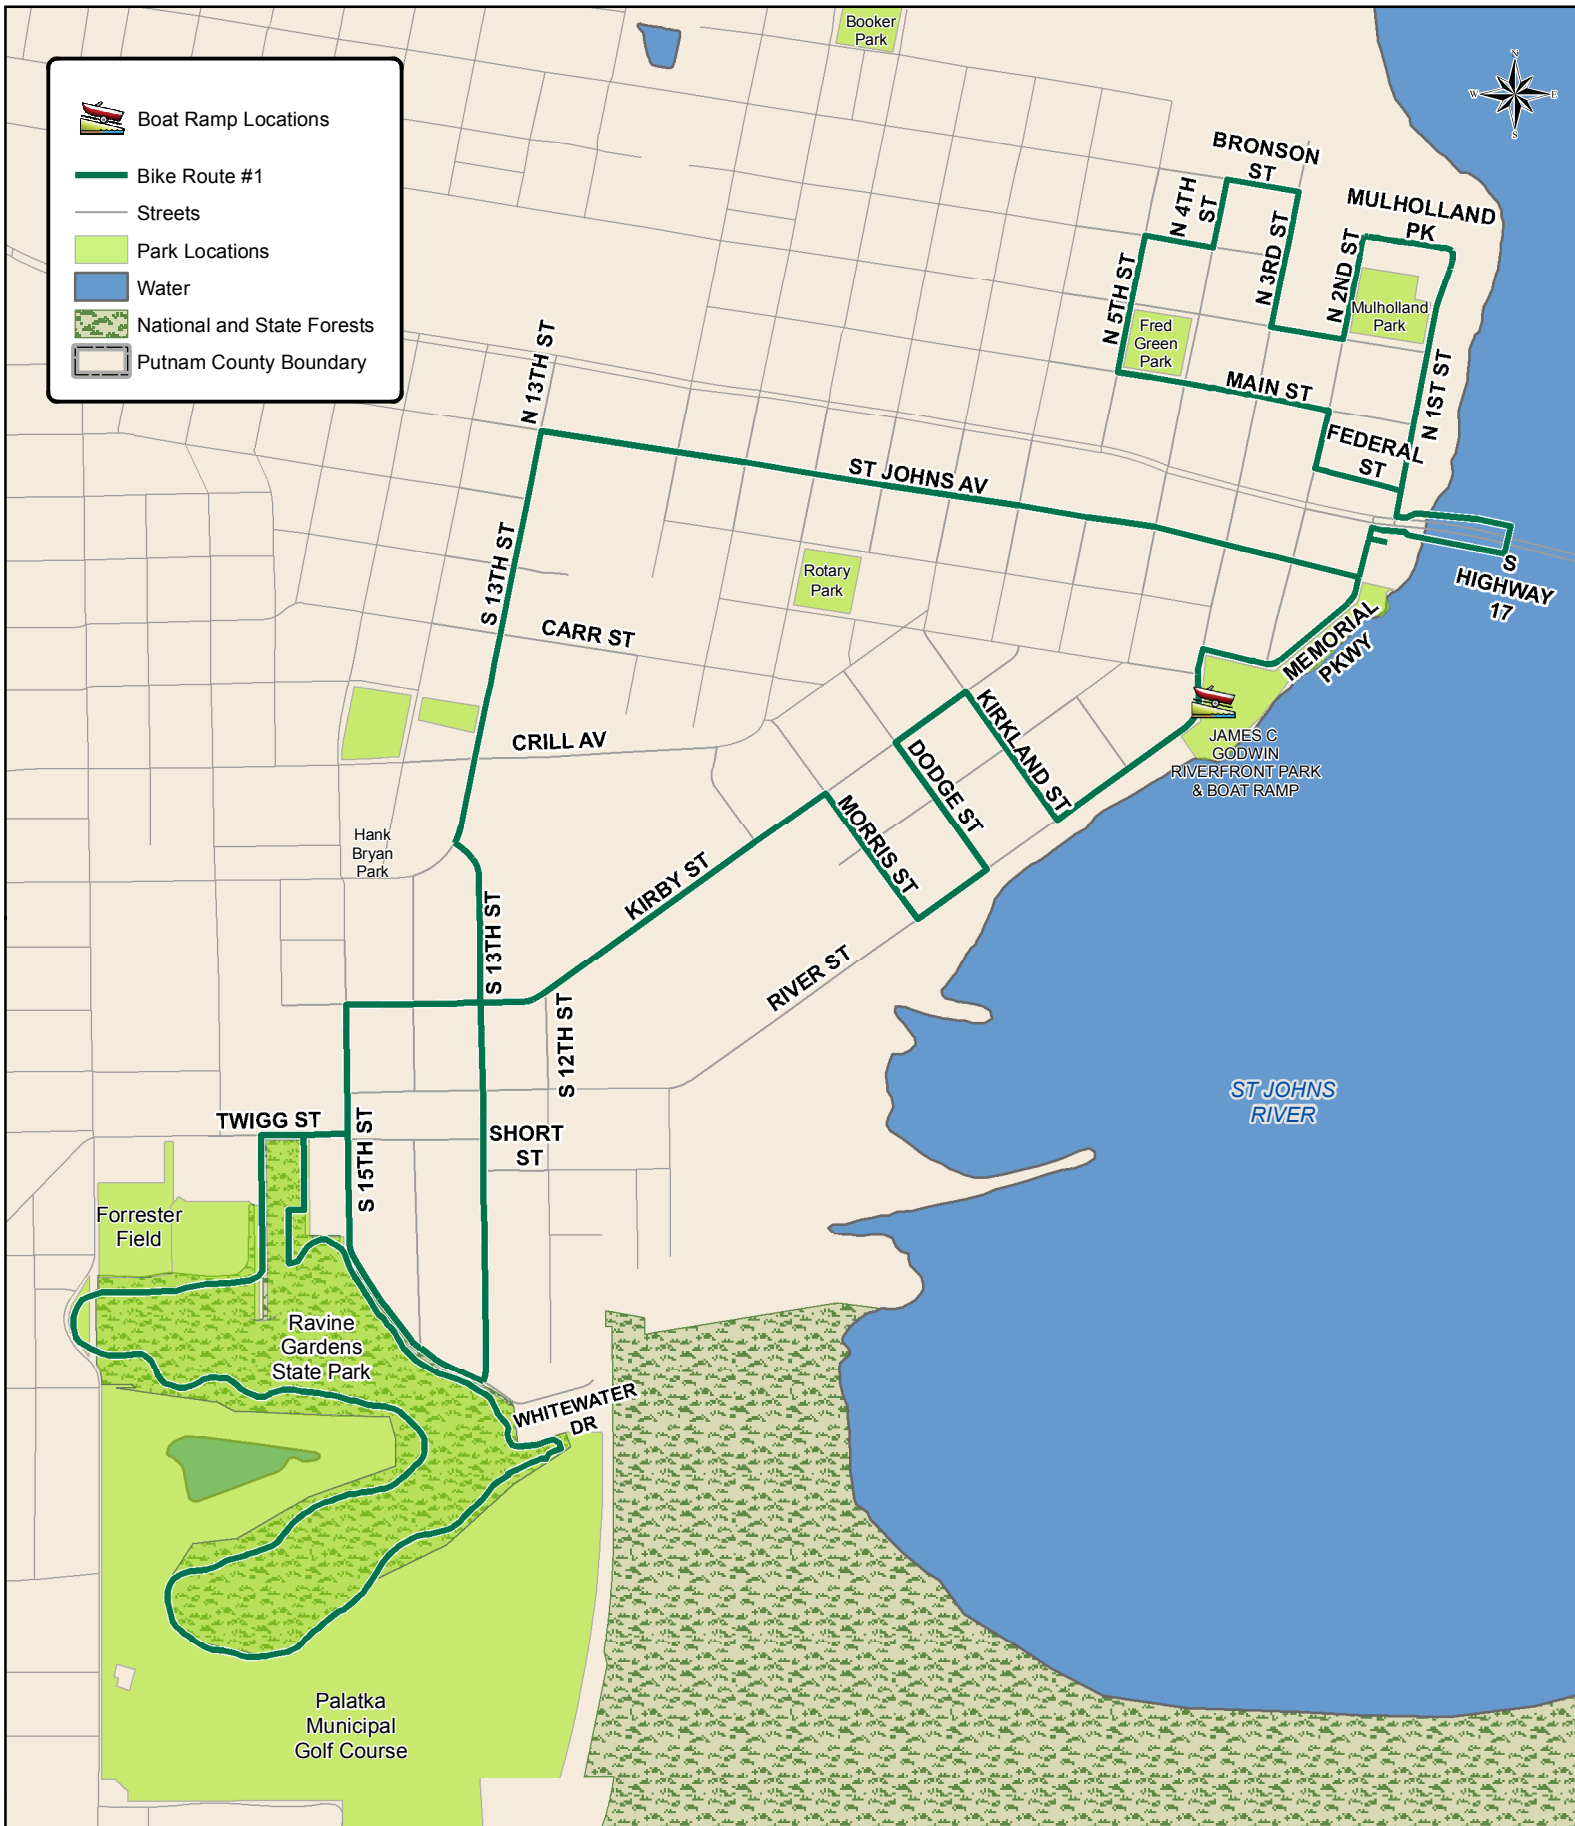 Booker
Park
N
W
E
S
Boat Ramp Locations
Bike Route #1
Streets
Park Locations
Water
National and State Forests
Putnam County Boundary
BRONSON
ST
N 4TH
ST
MULHOLLAND
PK
N 3RD ST
N 2ND ST
N 5TH ST
Mulholland
Park
Fred
Green
Park
N 13TH ST
MAIN ST
N 1ST ST
FEDERAL
ST
ST JOHNS AV
S 13TH ST
Rotary
Park
S
HIGHWAY
17
CARR ST
MEMORIAL
PKWY
KIRKLAND ST
CRILL AV
DODGE ST
JAMES C
GODWIN
RIVERFRONT PARK
& BOAT RAMP
MORRIS ST
Hank
Bryan
Park
KIRBY ST
S 13TH ST
RIVER ST
S 12TH ST
ST JOHNS
RIVER
TWIGG ST
S 15TH ST
SHORT
ST
Forrester
Field
Ravine
Gardens
State Park
WHITEWATER
DR
Palatka
Municipal
Golf Course